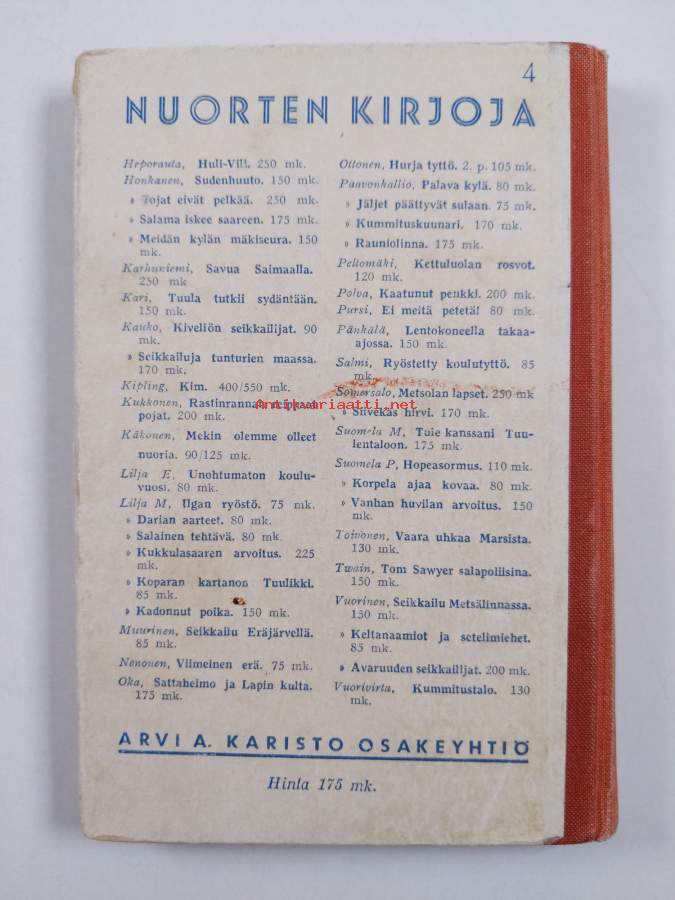 4
NUORTEN KIRJOJA
Heporauta, Huli-Vili. 250 mk.
Honkanen, Sudenhuuto. 150 mk.
» Tojat eivät pelkää. 250 mk.
» Salama iskee saareen. 175 mk.
» Meidän kylän mäkiseura. 150
mk.
Karhuniemi, Savua Saimaalla.
250 mk
Kari, Tuula tutkii sydäntään.
150 mk.
Kauko, Kiveliön seikkailijat. 90
mk.
» Seikkailuja tunturien maassa.
170 mk.
Kipling, Kim. 400/550 mk.
Kukkonen, Rastinrannan reippaat
pojat. 200 mk.
Käkonen, Mekin olemme olleet
nuoria. 90/125 mk.
Lilja E, Unohtumaton koulu-
vuosi. 80 mk.
Lilja M, Ilgan ryöstö. 75 mk.
» Darian aarteet. 80 mk.
» Salainen tehtävä. 80 mk.
» Kukkulasaaren arvoitus. 225
mk.
» Koparan kartanon Tuulikki.
85 mk.
» Kadonnut poika. 150 mk.
Muurinen, Seikkailu Eräjärvellä.
85 mk.
Nenonen, Viimeinen erä. 75 mk.
Oka, Sattaheimo ja Lapin kulta.
175 mk.
Ottonen, Hurja tyttö. 2. p. 105 mk.
Paavonkallio, Palava kylä. 80 mk.
» Jäljet päättyvät sulaan. 75 mk.
» Kummituskuunari. 170 mk.
» Rauniolinna. 175 mk.
Peltomäki, Kettuluolan rosvot.
120 mk.
Polva, Kaatunut penkki. 200 mk.
Pursi, Ei meitä petetä! 80 mk.
Pänkälä, Lentokoneella takaa-
ajossa. 150 mk.
Salmi, Ryöstetty koulutyttö. 85
mk.
Somersalo, Metsolan lapset. 250 mk
» Siivekäs hirvi. 170 mk.
Suomela M, Tule kanssani Tuu-
lentaloon. 175 mk.
Suomela P, Hopeasormus. 110 mk.
» Korpela ajaa kovaa. 80 mk.
» Vanhan huvilan arvoitus. 150
mk.
Toivonen, Vaara uhkaa Marsista.
130 mk.
Twain, Tom Sawyer salapoliisina.
150 mk.
Vuorinen, Seikkailu Metsälinnassa.
150 mk.
» Keltanaamiot ja setelimiehet.
85 mk.
» Avaruuden seikkailijat. 200 mk.
Vuorivirta, Kummitustalo. 130
mk.
Antikvariaatti.net
ARVI A. KARISTO OSAKEYHTIÖ
Hinta 175 mk.